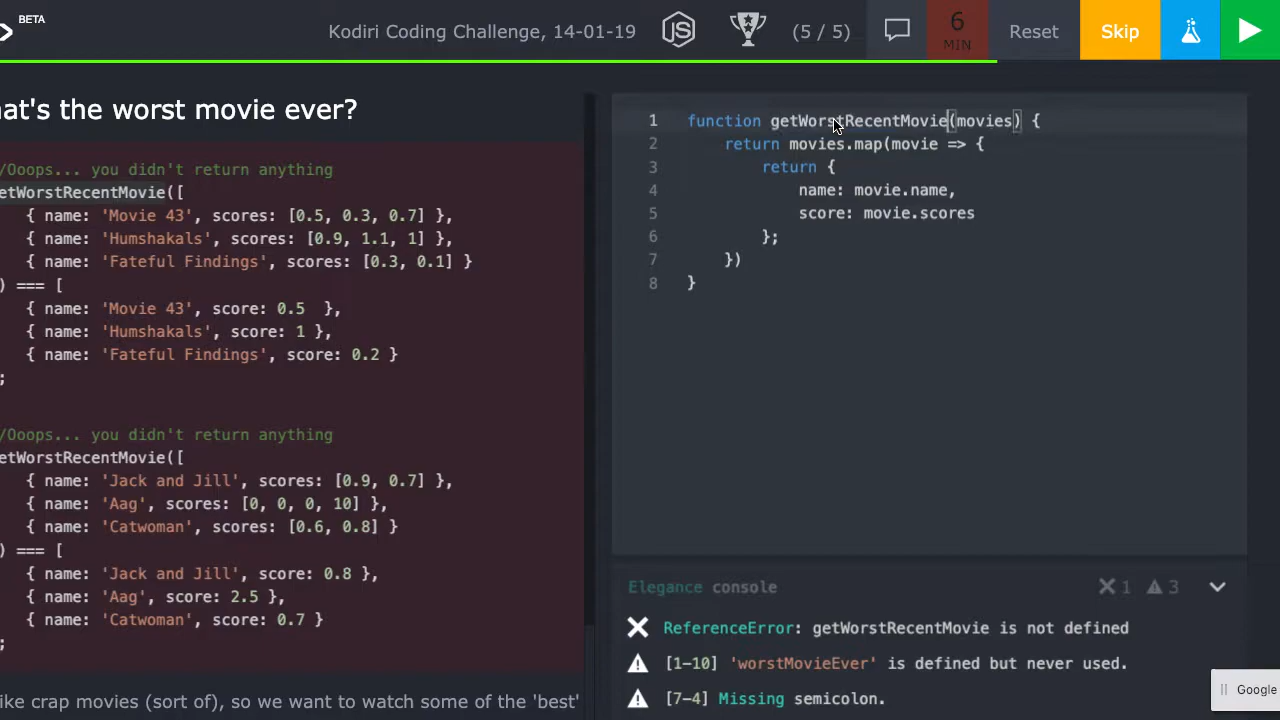 BETA
Kodiri Coding Challenge, 14-01-19
JS
(5 / 5)
6
MIN
Reset
Skip
at's the worst movie ever?
/Ooops... you didn't return anything
etWorstRecentMovie([
{ name: 'Movie 43', scores: [0.5, 0.3, 0.7] },
{ name: 'Humshakals', scores: [0.9, 1.1, 1] },
{ name: 'Fateful Findings', scores: [0.3, 0.1] }
) === [
{ name: 'Movie 43', score: 0.5  },
{ name: 'Humshakals', score: 1 },
{ name: 'Fateful Findings', score: 0.2 }
;
/Ooops... you didn't return anything
etWorstRecentMovie([
{ name: 'Jack and Jill', scores: [0.9, 0.7] },
{ name: 'Aag', scores: [0, 0, 0, 10] },
{ name: 'Catwoman', scores: [0.6, 0.8] }
) === [
{ name: 'Jack and Jill', score: 0.8 },
{ name: 'Aag', score: 2.5 },
{ name: 'Catwoman', score: 0.7 }
;
ike crap movies (sort of), so we want to watch some of the 'best'
1 function getWorstRecentMovie(movies) {
2 return movies.map(movie => {
3 return {
4 name: movie.name,
5 score: movie.scores
6 };
7 })
8 }
Elegance console
1 3
ReferenceError: getWorstRecentMovie is not defined
[1-10] 'worstMovieEver' is defined but never used.
[7-4] Missing semicolon.
Google